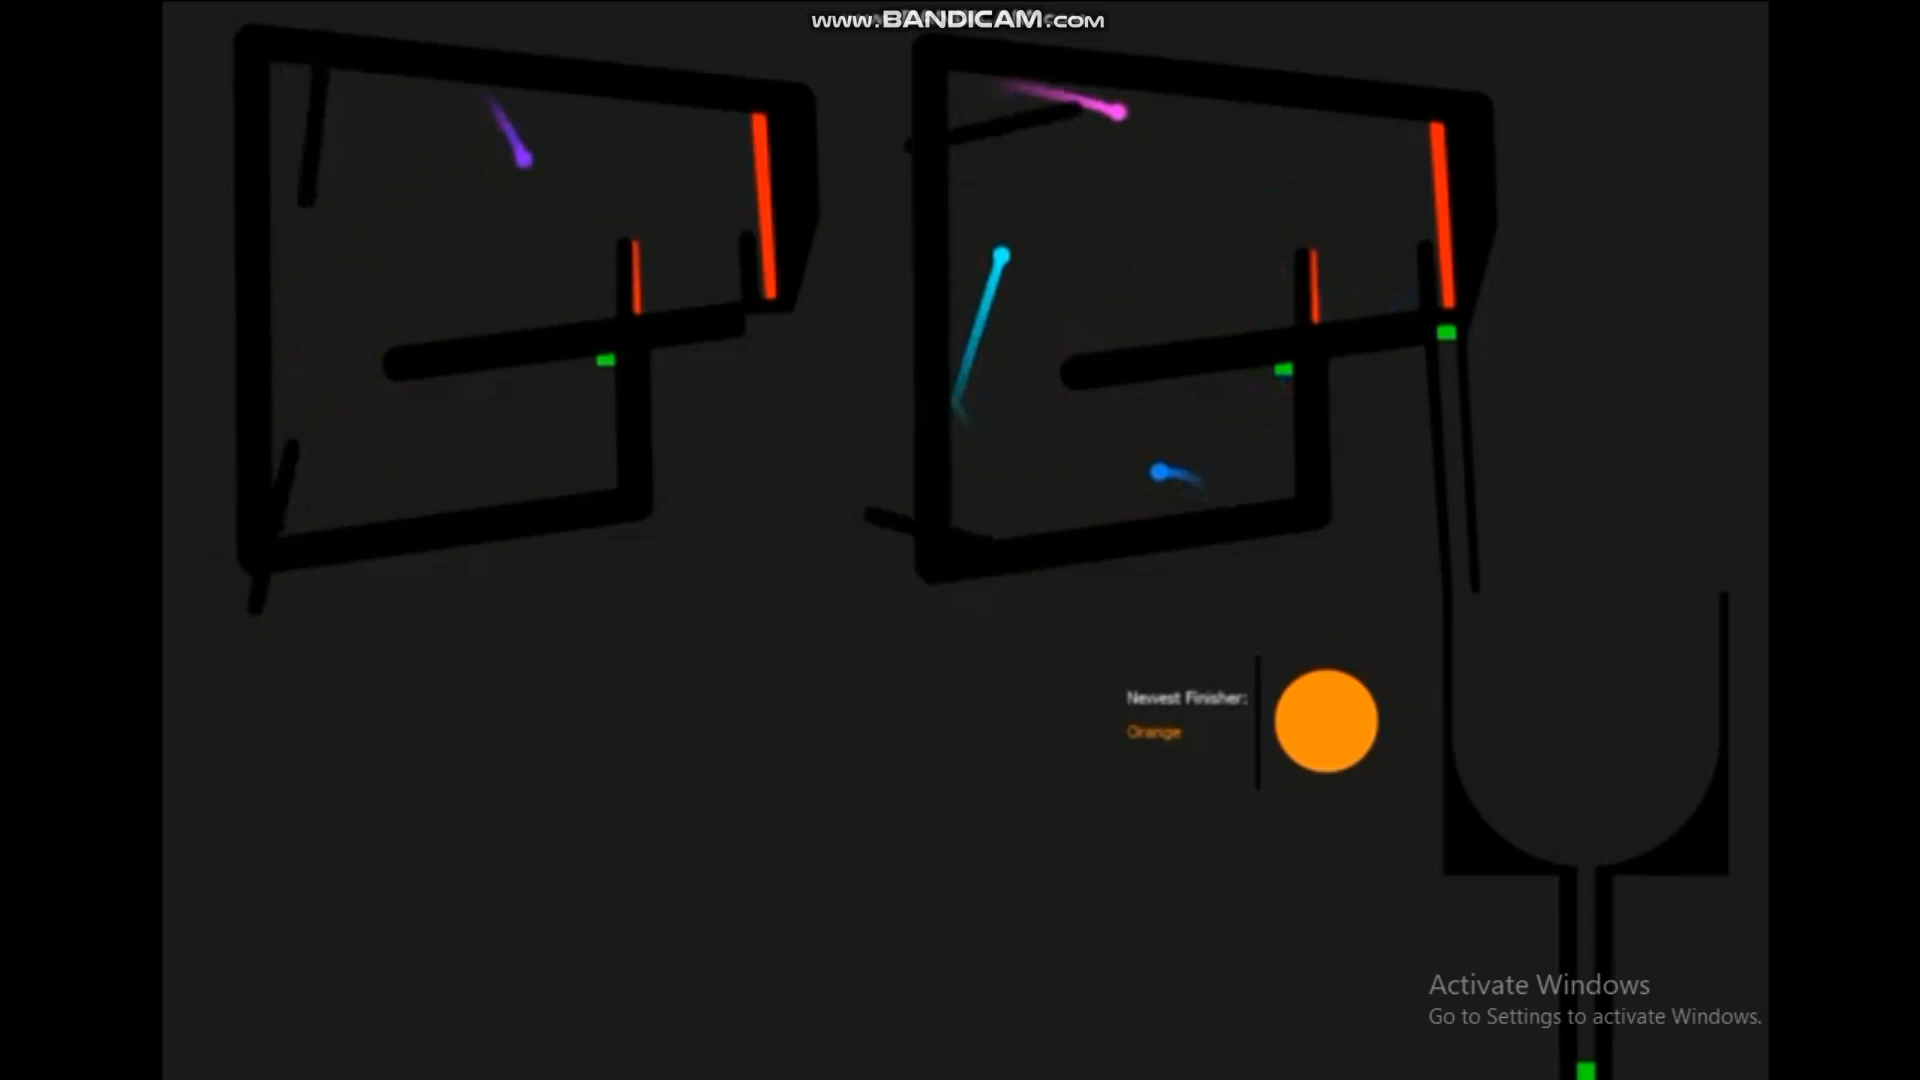 www.BANDICAM.com
Newest Finisher:
Orange
Activate Windows
Go to Settings to activate Windows.